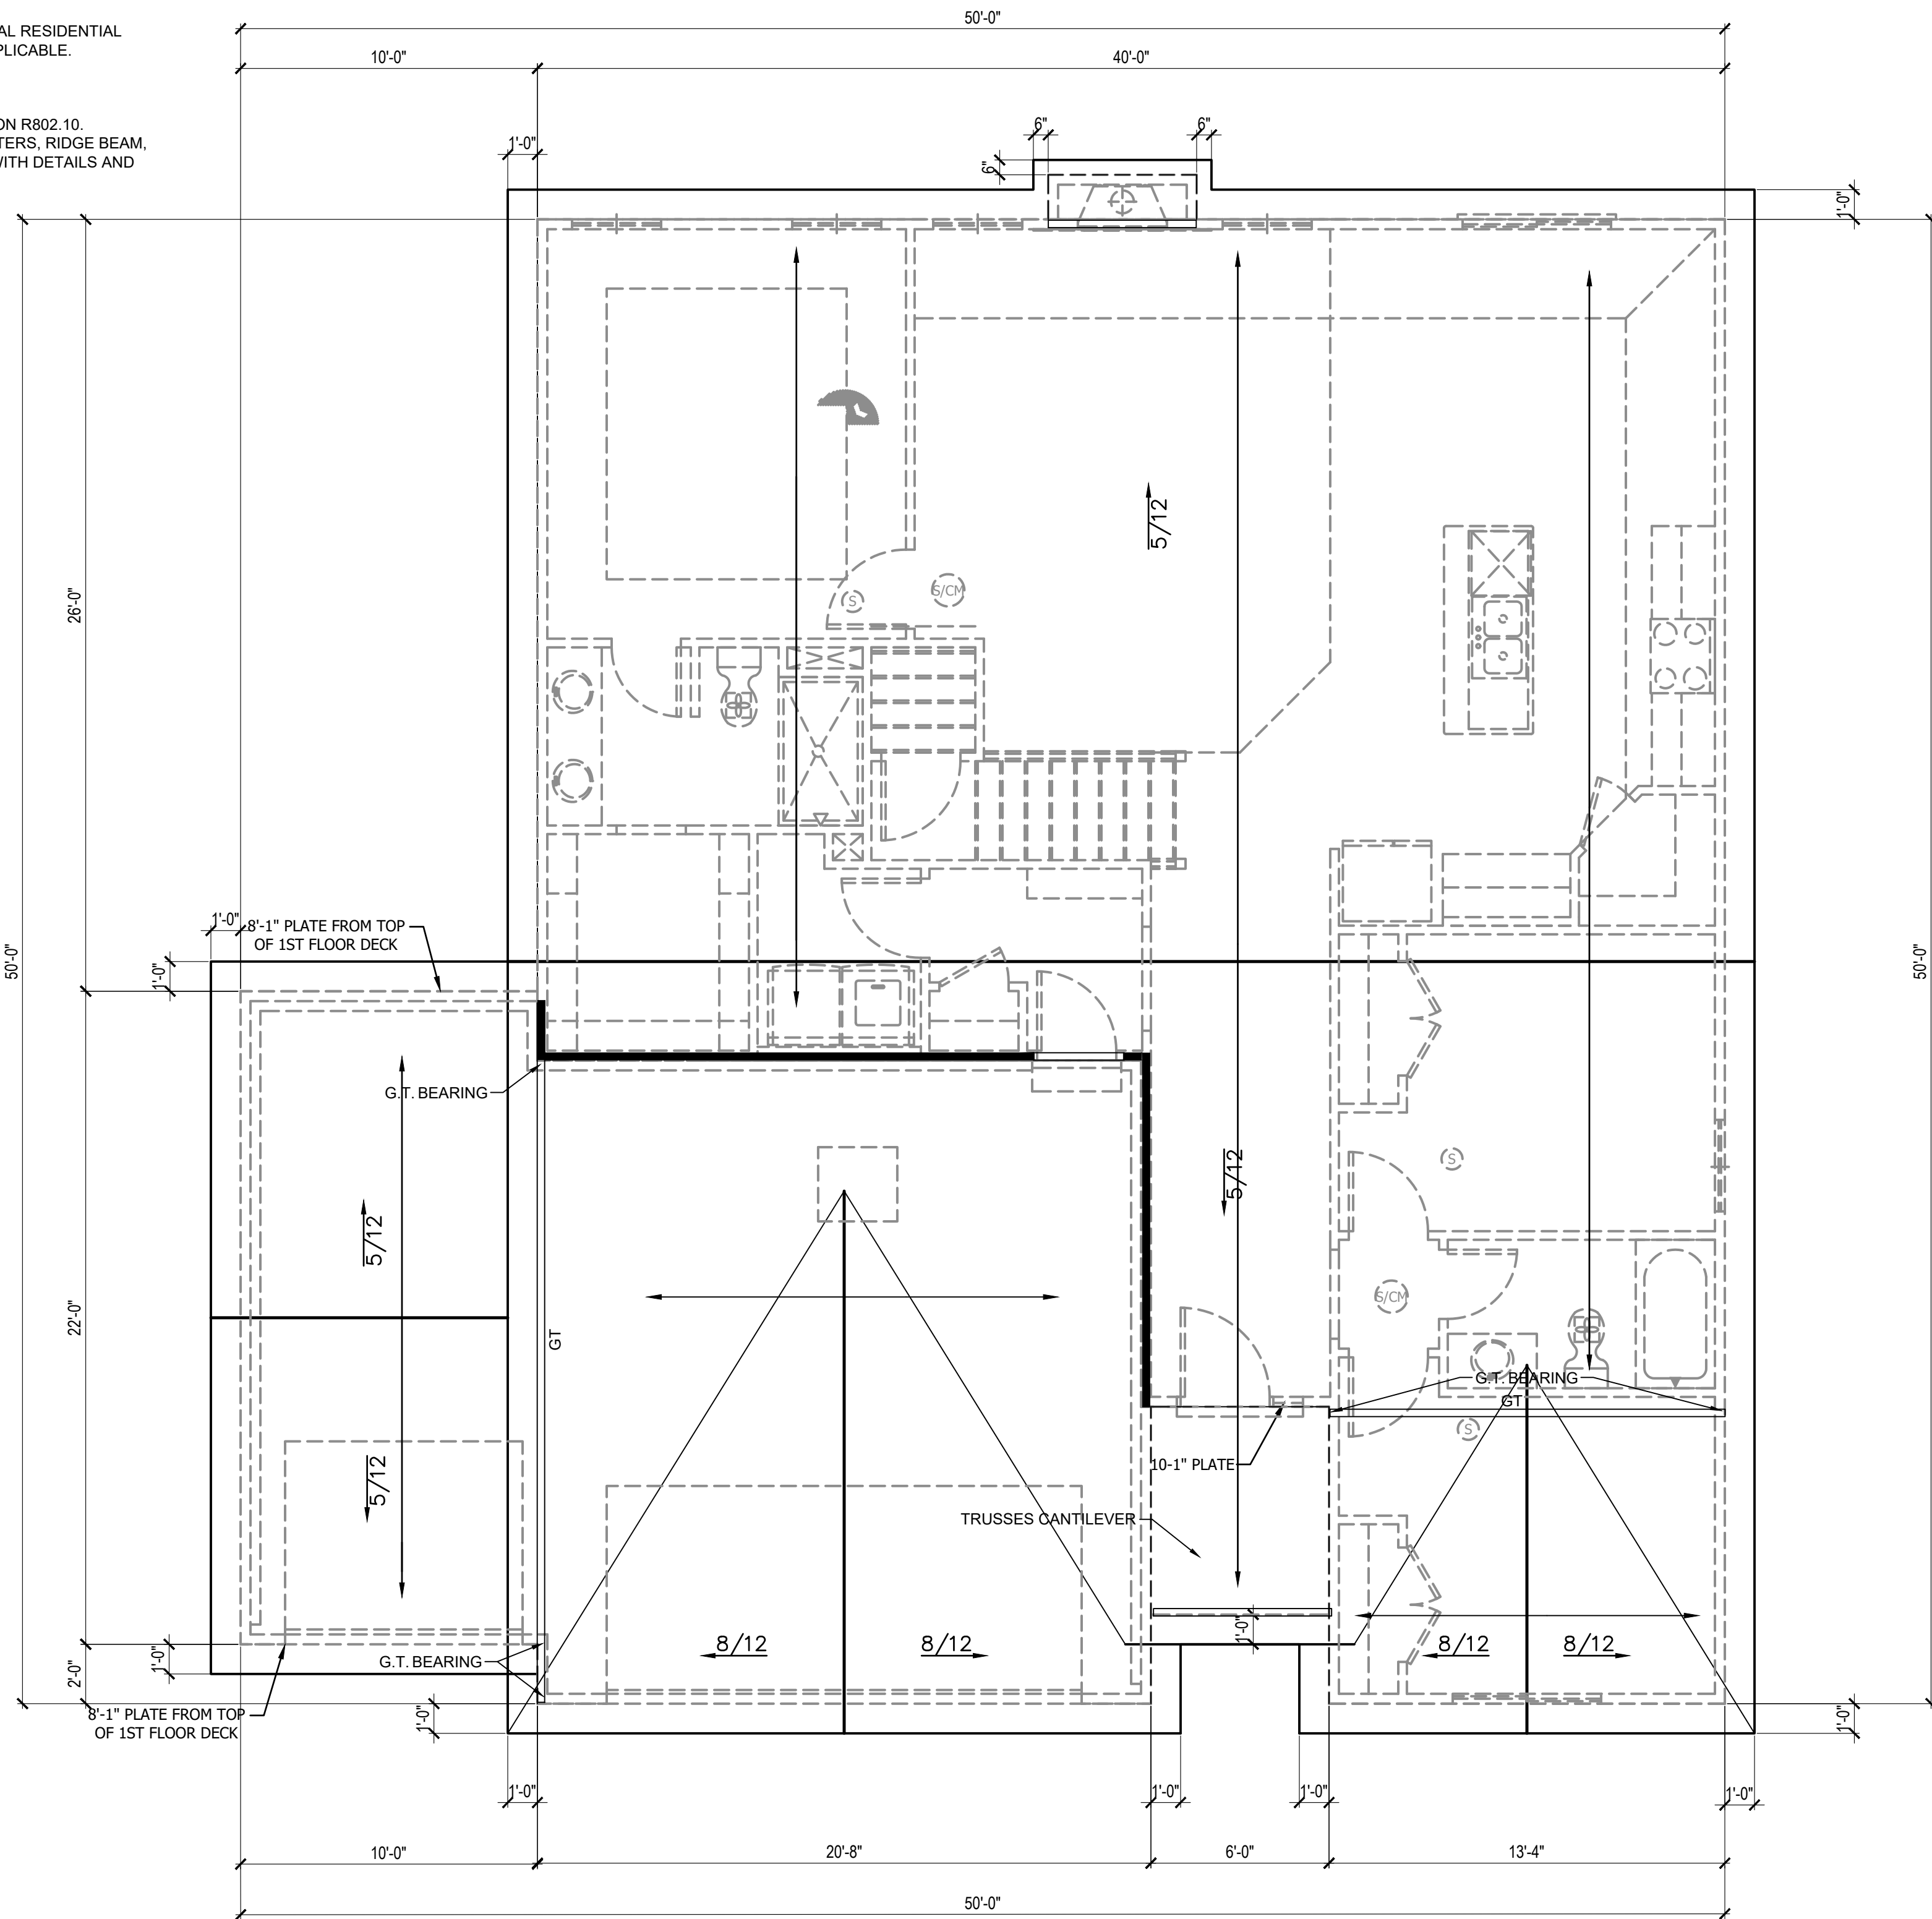 AL RESIDENTIAL
PLICABLE.
ON R802.10.
TERS, RIDGE BEAM,
WITH DETAILS AND
50'-0"
10'-0"
40'-0"
1'-0"
6"
6"
6"
1'-0"
26'-0"
5/12
S
S/CM
50'-0"
50'-0"
1'-0"
8'-1" PLATE FROM TOP
OF 1ST FLOOR DECK
1'-0"
G.T. BEARING
5/12
5/12
S
22'-0"
GT
S/CM
G.T. BEARING
GT
S
10-1" PLATE
5/12
TRUSSES CANTILEVER
1'-0"
8/12
8/12
8/12
8/12
G.T. BEARING
1'-0"
2'-0"
8'-1" PLATE FROM TOP
OF 1ST FLOOR DECK
1'-0"
1'-0"
1'-0"
1'-0"
1'-0"
1'-0"
10'-0"
20'-8"
6'-0"
13'-4"
50'-0"